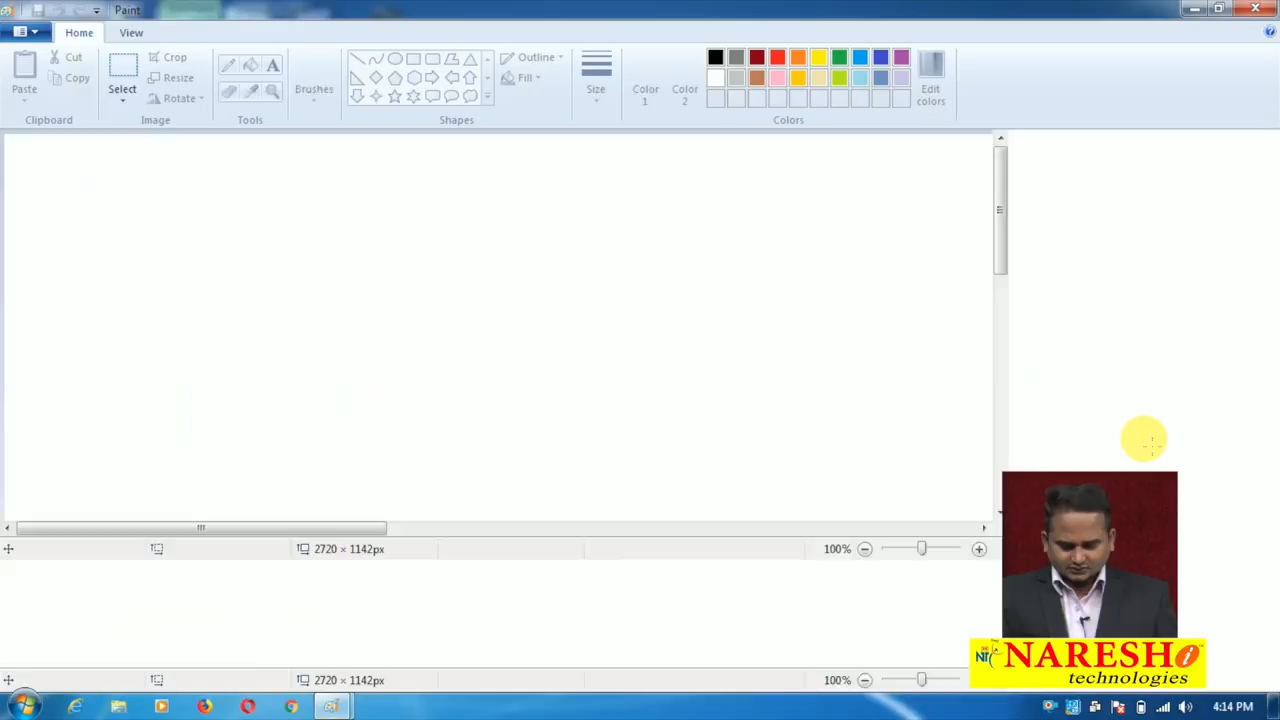 Paint
Home View
Paste
Cut
Copy
Clipboard
Select
Crop
Resize
Rotate
Image
Tools
Brushes
Outline
Fill
Shapes
Size
Color 1
Color 2
Edit colors
Colors
2720 × 1142px
100%
2720 × 1142px
100%
NT
NARESH i
technologies
4:14 PM